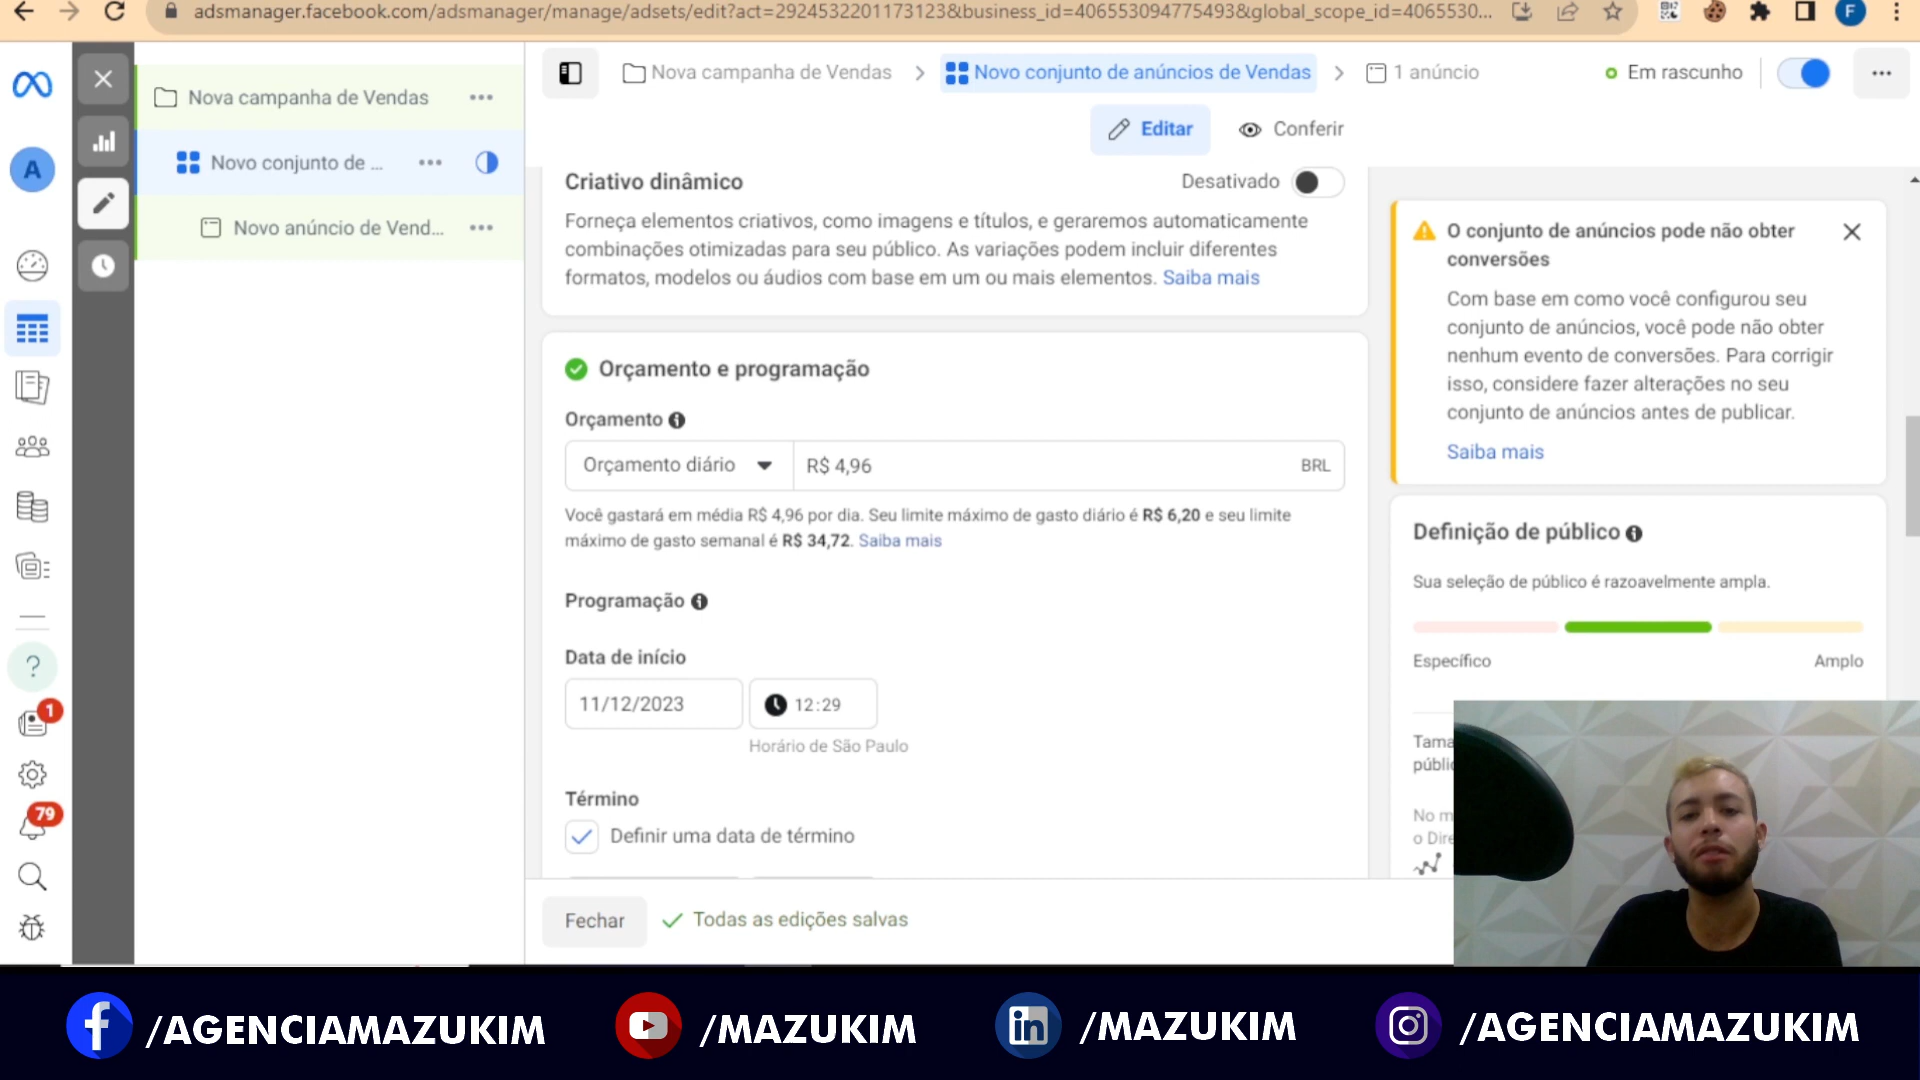 adsmanager.facebook.com/adsmanager/manage/adsets/edit?act=2924532201173123&business_id=406553094775493&global_scope_id=4065530...
F
A
Nova campanha de Vendas
Novo conjunto de ...
Novo anúncio de Vend...
Nova campanha de Vendas
Novo conjunto de anúncios de Vendas
1 anúncio
Em rascunho
Editar
Conferir
Criativo dinâmico
Desativado
Forneça elementos criativos, como imagens e títulos, e geraremos automaticamente
combinações otimizadas para seu público. As variações podem incluir diferentes
formatos, modelos ou áudios com base em um ou mais elementos. Saiba mais
Orçamento e programação
Orçamento
Orçamento diário
R$ 4,96
BRL
Você gastará em média R$ 4,96 por dia. Seu limite máximo de gasto diário é R$ 6,20 e seu limite
máximo de gasto semanal é R$ 34,72. Saiba mais
Programação
Data de início
11/12/2023
12:29
Horário de São Paulo
Término
Definir uma data de término
Fechar
Todas as edições salvas
O conjunto de anúncios pode não obter
conversões
Com base em como você configurou seu
conjunto de anúncios, você pode não obter
nenhum evento de conversões. Para corrigir
isso, considere fazer alterações no seu
conjunto de anúncios antes de publicar.
Saiba mais
Definição de público
Sua seleção de público é razoavelmente ampla.
Específico
Amplo
Tama
públic
No m
o Dire
?
1
79
/AGENCIAMAZUKIM
/MAZUKIM
/MAZUKIM
/AGENCIAMAZUKIM